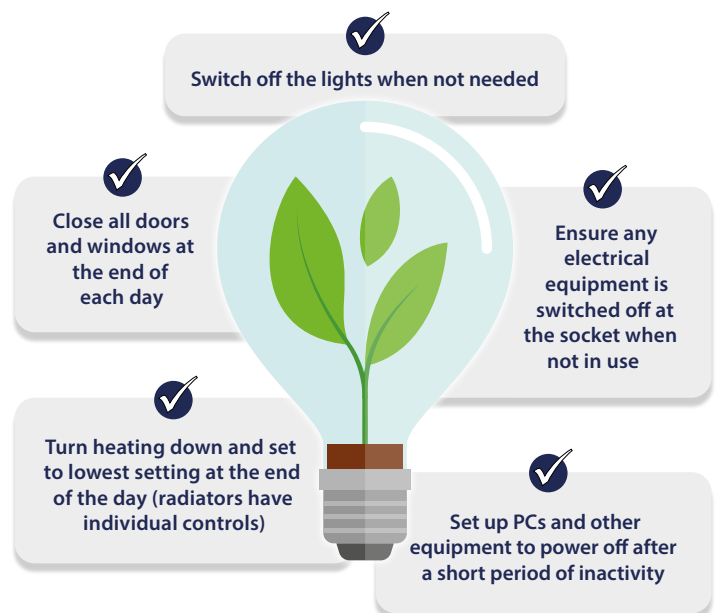 Switch off the lights when not needed
Close all doors
and windows at
the end of
each day
Ensure any
electrical
equipment is
switched off at
the socket when
not in use
Turn heating down and set
to lowest setting at the end
of the day (radiators have
individual controls)
Set up PCs and other
equipment to power off after
a short period of inactivity